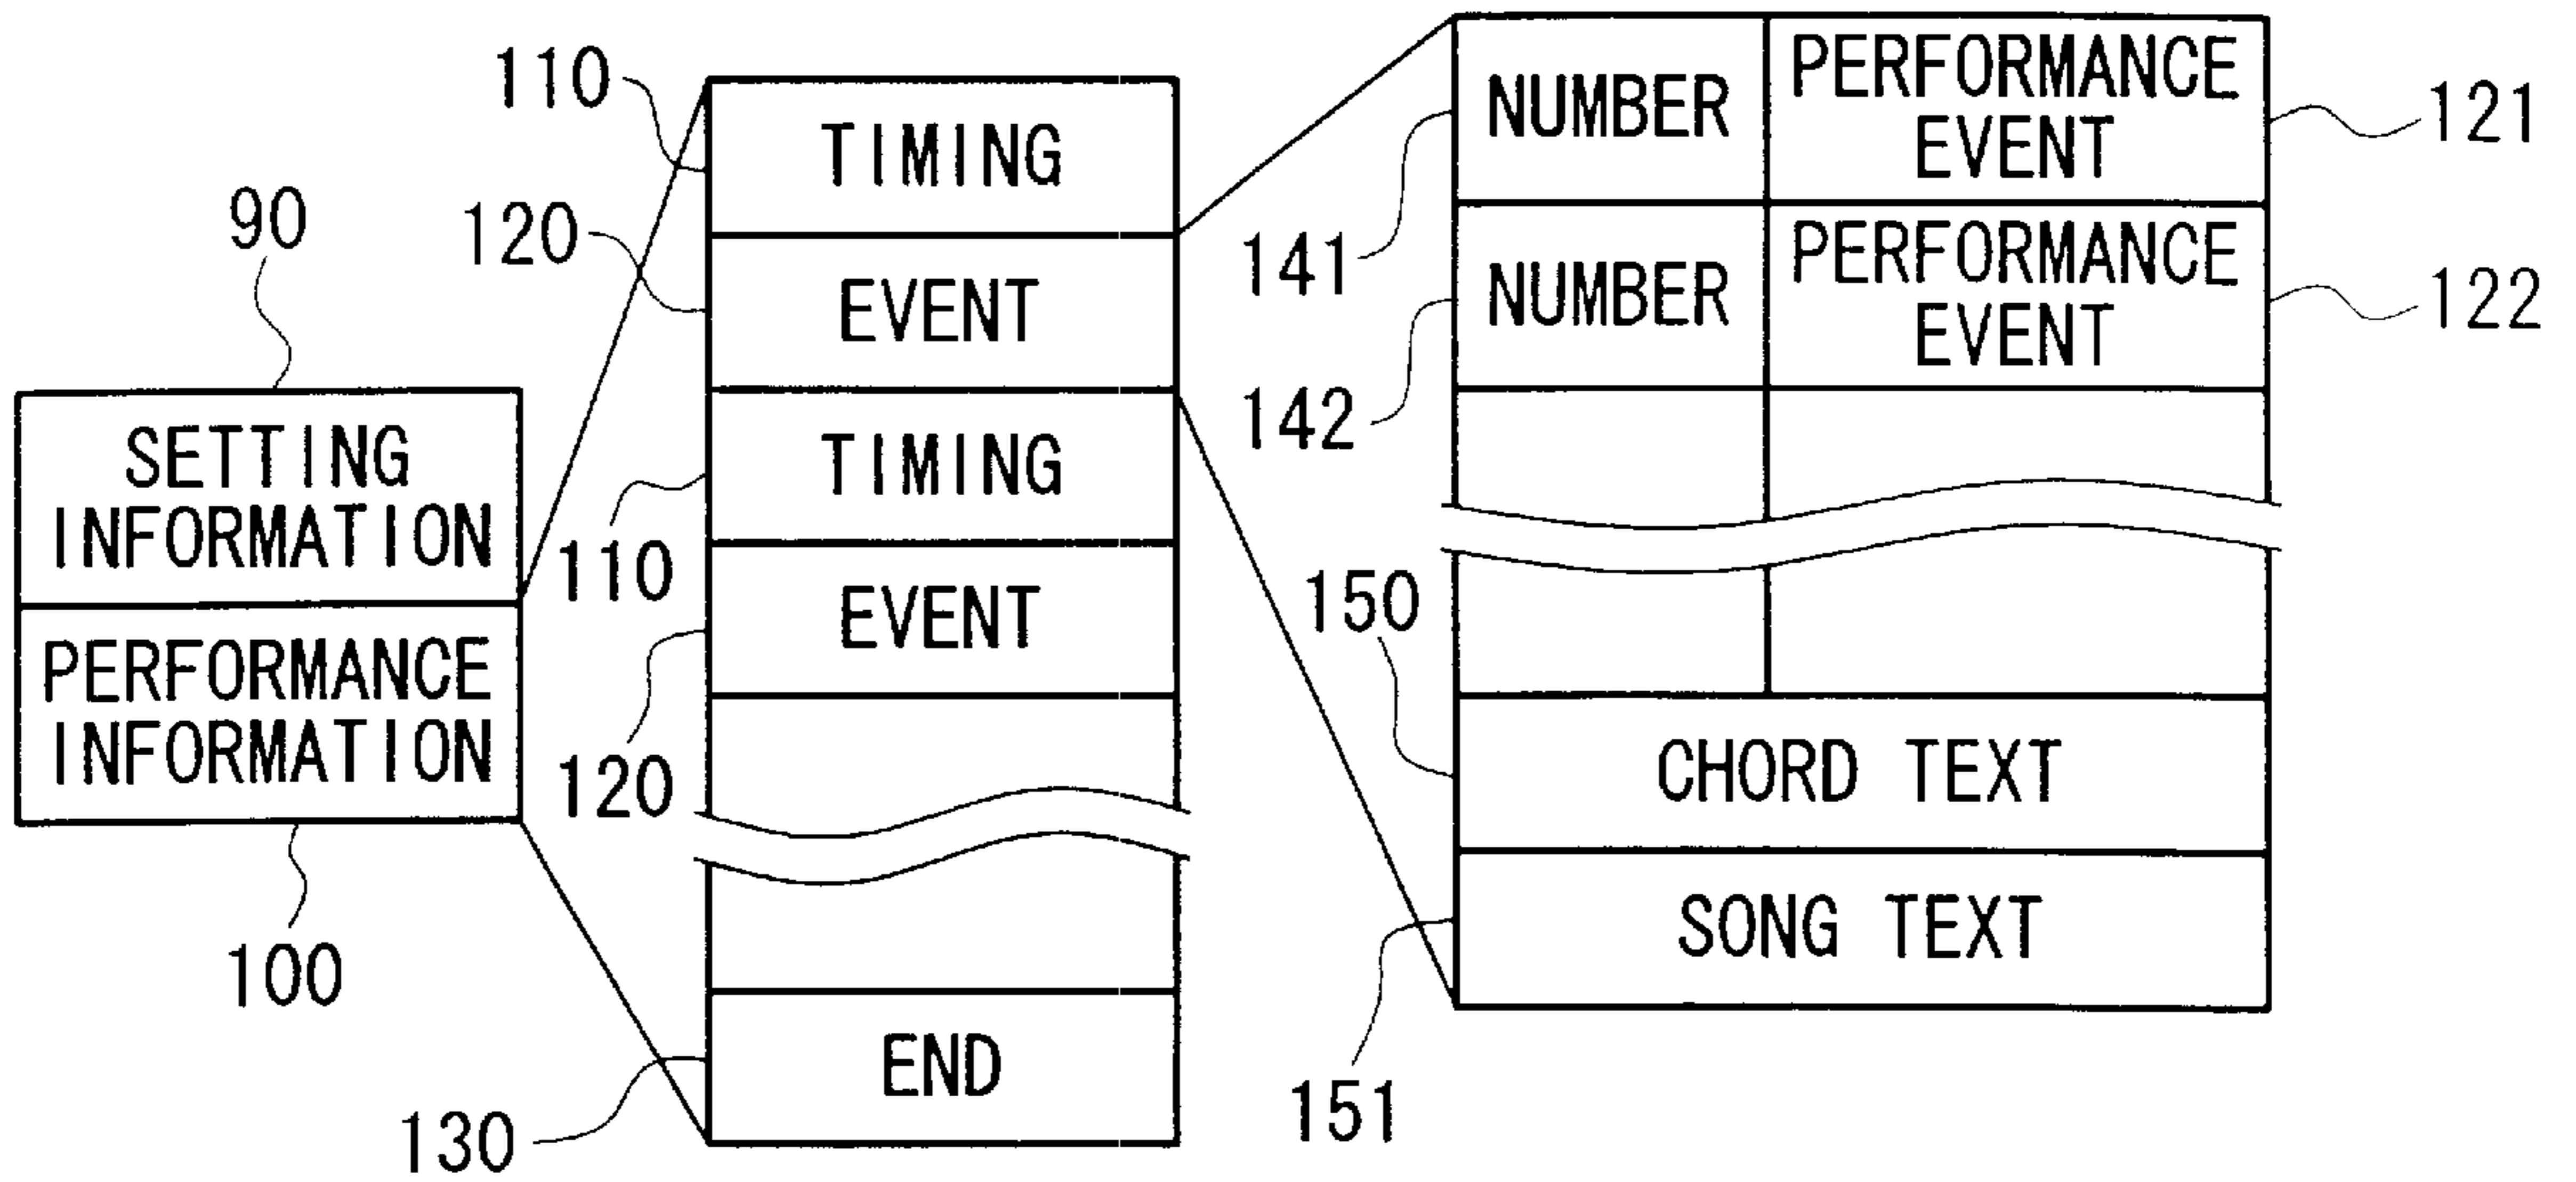 90
SETTING
INFORMATION
PERFORMANCE
INFORMATION
100
110
TIMING
120
EVENT
TIMING
110
EVENT
120
END
130
NUMBER
PERFORMANCE
EVENT
121
141
NUMBER
PERFORMANCE
EVENT
122
142
150
CHORD TEXT
SONG TEXT
151